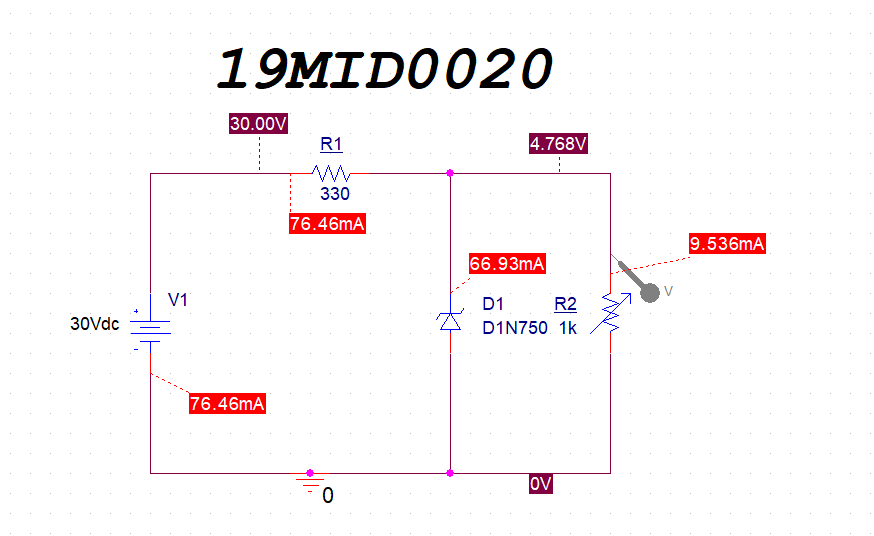 19MID0020
30.00V
R1
4.768V
330
76.46mA
9.536mA
66.93mA
V
V1
D1
R2
30Vdc
D1N750
1k
+
-
76.46mA
0V
0